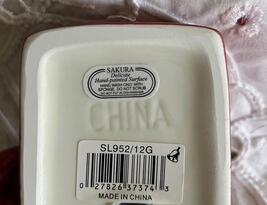 SAKURA
Delicate
Hand-painted Surface
HAND WASH ONLY WITH
SPONGE. DO NOT SCRUB
CHINA
SL952/12G
0 27826 37374 3
MADE IN CHINA